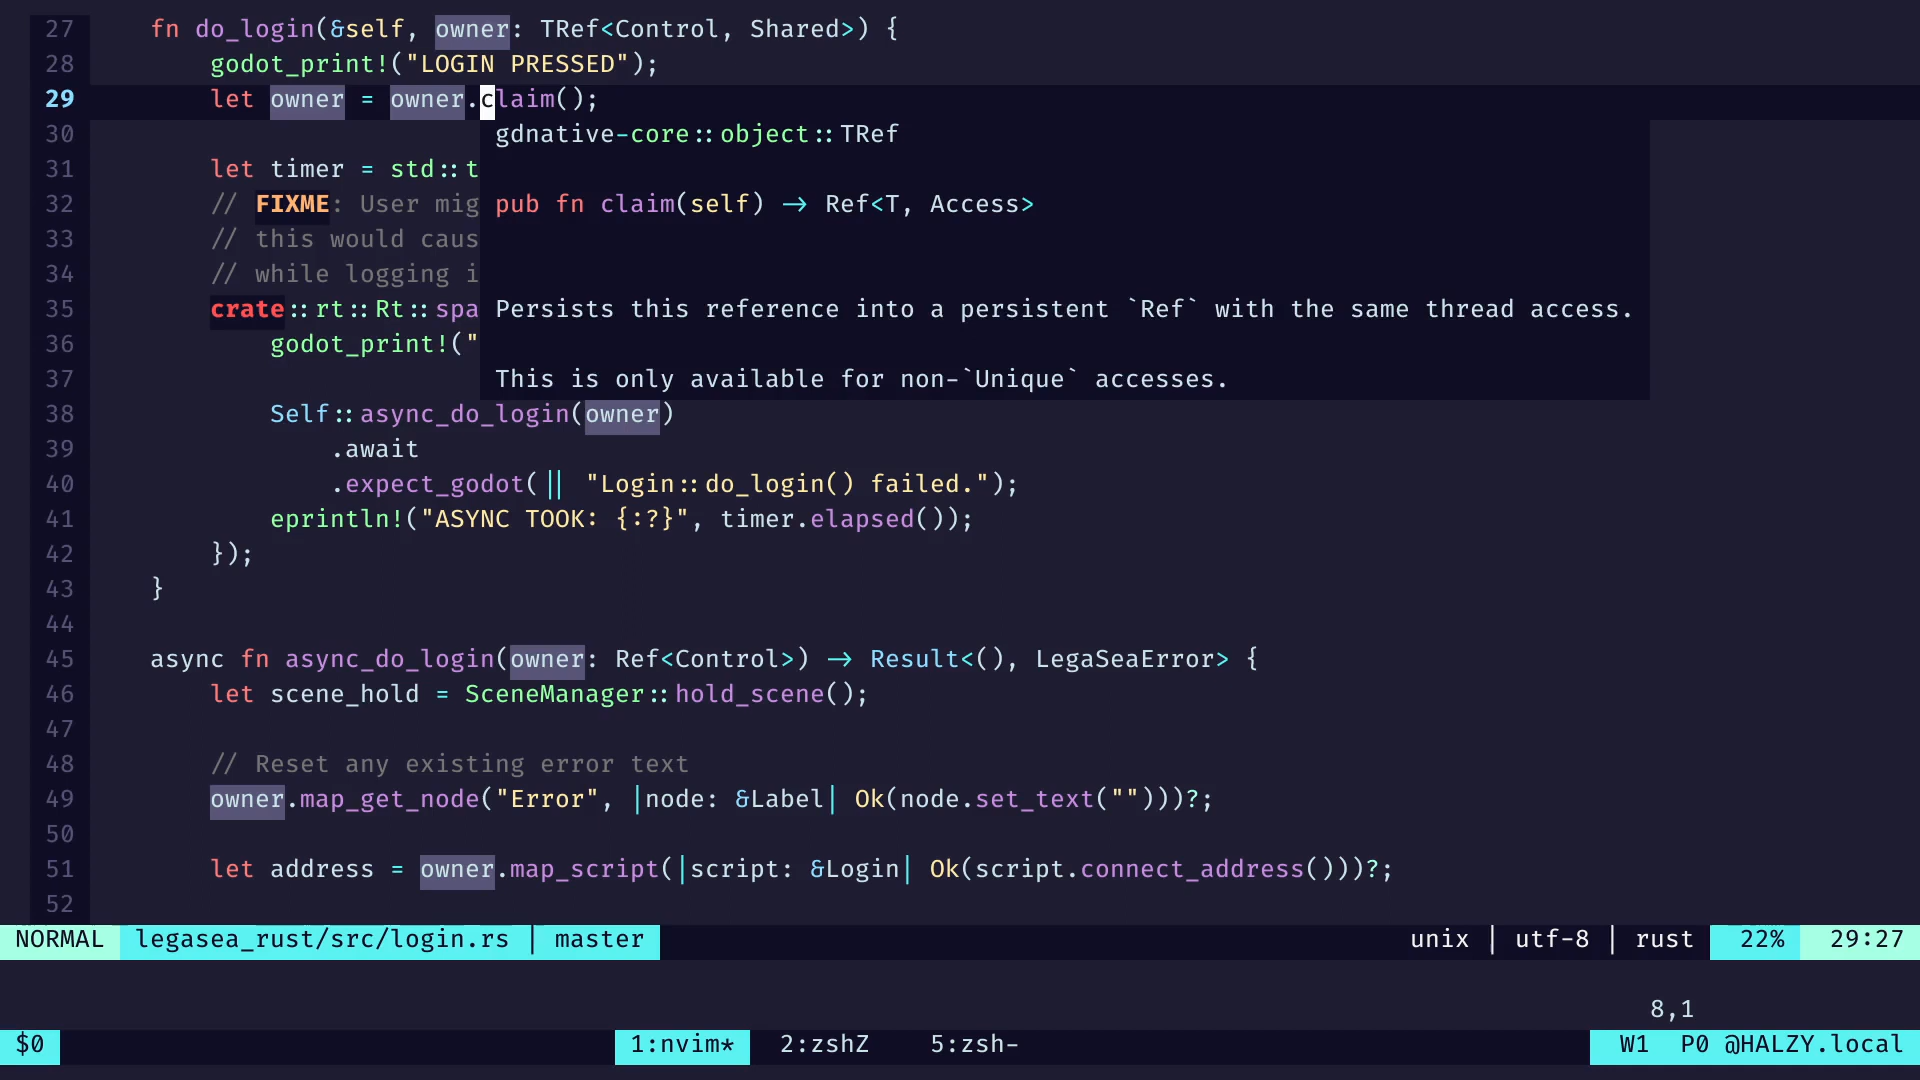 27     fn do_login(&self, owner: TRef<Control, Shared>) {
28         godot_print!("LOGIN PRESSED");
29         let owner = owner.claim();
30                    gdnative-core::object::TRef
31         let timer = std::t
32         // FIXME: User mig pub fn claim(self) -> Ref<T, Access>
33         // this would caus
34         // while logging i
35         crate::rt::Rt::spa Persists this reference into a persistent `Ref` with the same thread access.
36             godot_print!("
37                    This is only available for non-`Unique` accesses.
38             Self::async_do_login(owner)
39                 .await
40                 .expect_godot(|| "Login::do_login() failed.");
41             eprintln!("ASYNC TOOK: {:?}", timer.elapsed());
42         });
43     }
44
45     async fn async_do_login(owner: Ref<Control>) -> Result<(), LegaSeaError> {
46         let scene_hold = SceneManager::hold_scene();
47
48         // Reset any existing error text
49         owner.map_get_node("Error", |node: &Label| Ok(node.set_text("")))?;
50
51         let address = owner.map_script(|script: &Login| Ok(script.connect_address()))?;
52
NORMAL legasea_rust/src/login.rs | master unix | utf-8 | rust 22% 29:27
8,1
$0 1:nvim* 2:zshZ 5:zsh- W1 P0 @HALZY.local